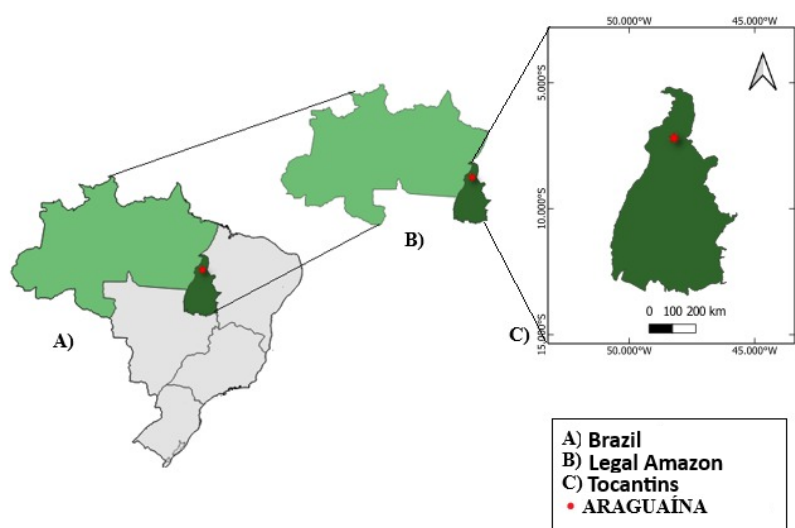 50.000°W 45.000°W
5.000°S
10.000°S
15.000°S
A)
B)
C)
0 100 200 km
50.000°W 45.000°W
A) Brazil
B) Legal Amazon
C) Tocantins
ARAGUAÍNA